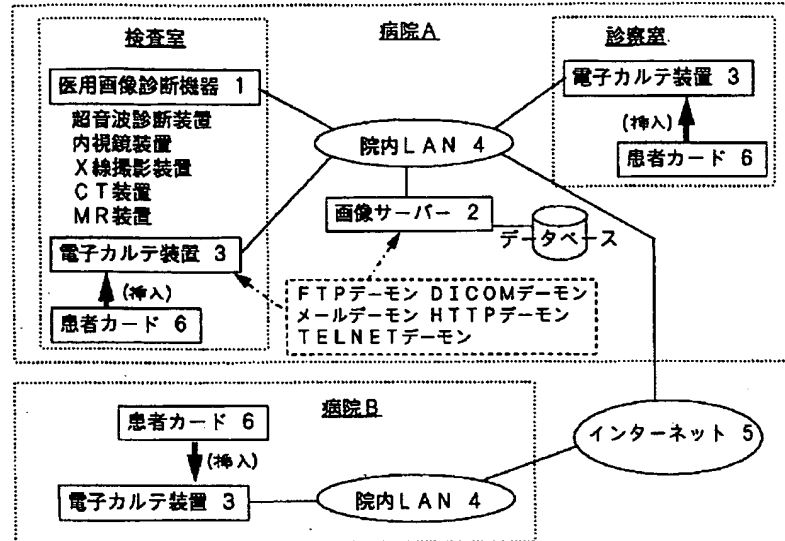 病院A
検査室
医用画像診断機器 1
超音波診断装置
内視鏡装置
X線撮影装置
CT装置
MR装置
電子カルテ装置 3
(挿入)
患者カード 6
院内LAN 4
画像サーバー 2
データベース
FTPデーモン DICOMデーモン
メールデーモン HTTPデーモン
TELNETデーモン
診察室
電子カルテ装置 3
(挿入)
患者カード 6
病院B
患者カード 6
(挿入)
電子カルテ装置 3
院内LAN 4
インターネット 5